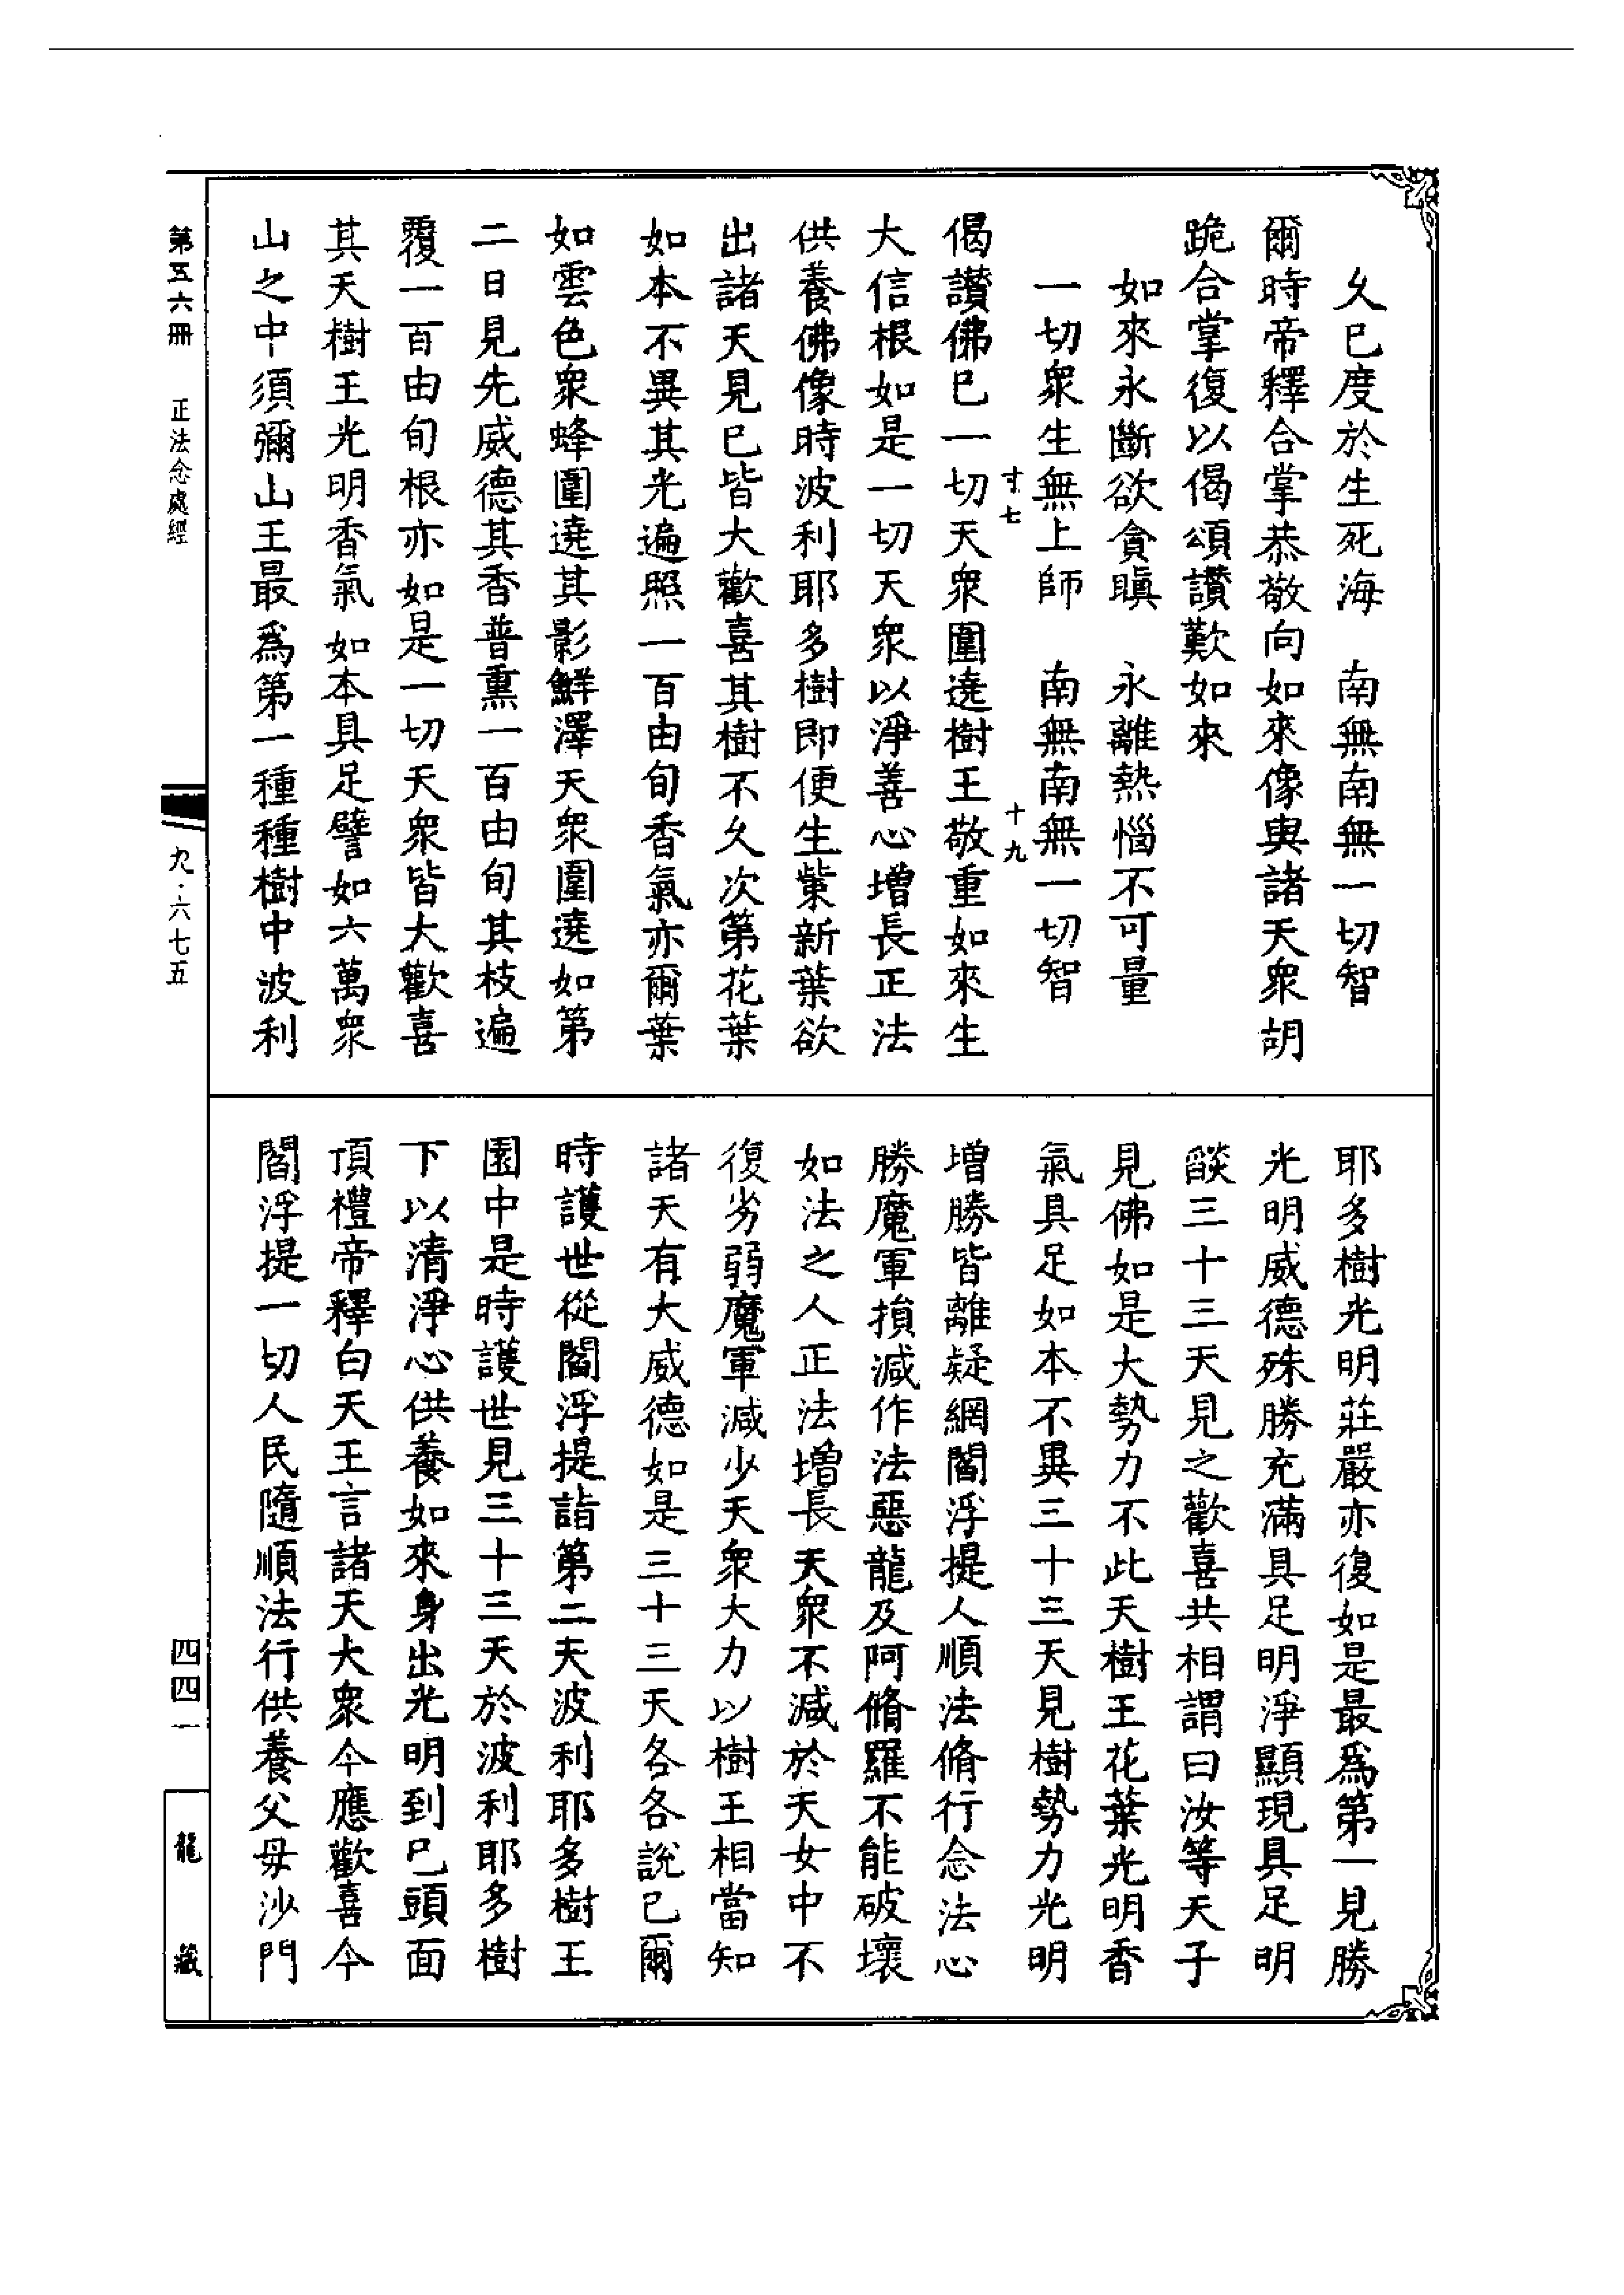 久已度於生死海　南無南無一切智
爾時帝釋合掌恭敬向如來像與諸天衆胡
跪合掌復以偈頌讚歎如來
如來永斷欲貪瞋　永離熱惱不可量
一切衆生無上師　南無南無一切智
寸七　十九
偈讚佛已一切天衆圍遶樹王敬重如來生
大信根如是一切天衆以淨善心增長正法
供養佛像時波利耶多樹即便生紫新葉欲
出諸天見已皆大歡喜其樹不久次第花葉
如本不異其光遍照一百由旬香氣亦爾葉
如雲色衆蜂圍遶其影鮮澤天衆圍遶如第
二日見先威德其香普熏一百由旬其枝遍
覆一百由旬根亦如是一切天衆皆大歡喜
其天樹王光明香氣如本具足譬如六萬衆
山之中須彌山王最爲第一種種樹中波利
耶多樹光明莊嚴亦復如是最爲第一見勝
光明威德殊勝充滿具足明淨顯現具足明
燄三十三天見之歡喜共相謂曰汝等天子
見佛如是大勢力不此天樹王花葉光明香
氣具足如本不異三十三天見樹勢力光明
增勝皆離疑網閻浮提人順法脩行念法心
勝魔軍損減作法惡龍及阿脩羅不能破壞
如法之人正法增長天衆不減於天女中不
復劣弱魔軍減少天衆大力以樹王相當知
諸天有大威德如是三十三天各各說已爾
時護世從閻浮提詣第二天波利耶多樹王
園中是時護世見三十三天於波利耶多樹
下以清淨心供養如來身出光明到已頭面
頂禮帝釋白天王言諸天大衆今應歡喜今
閻浮提一切人民隨順法行供養父母沙門
第五六冊　正法念處經
九·六七五
四四一
龍藏